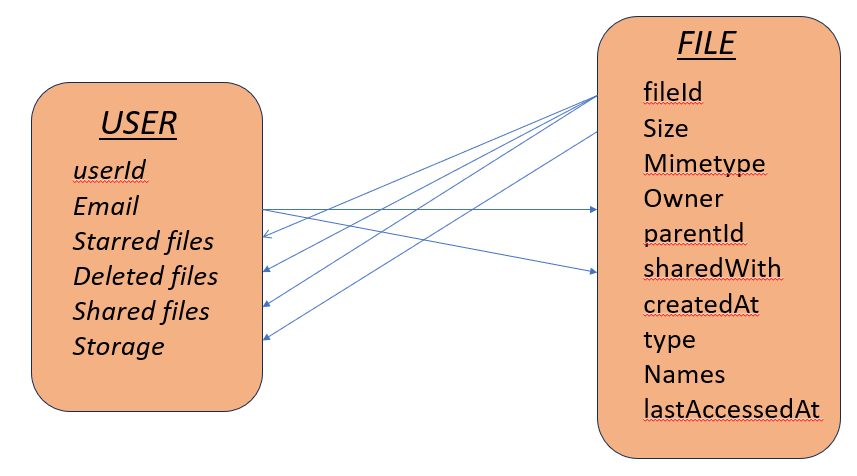 USER
userId
Email
Starred files
Deleted files
Shared files
Storage
FILE
fileId
Size
Mimetype
Owner
parentId
sharedWith
createdAt
type
Names
lastAccessedAt